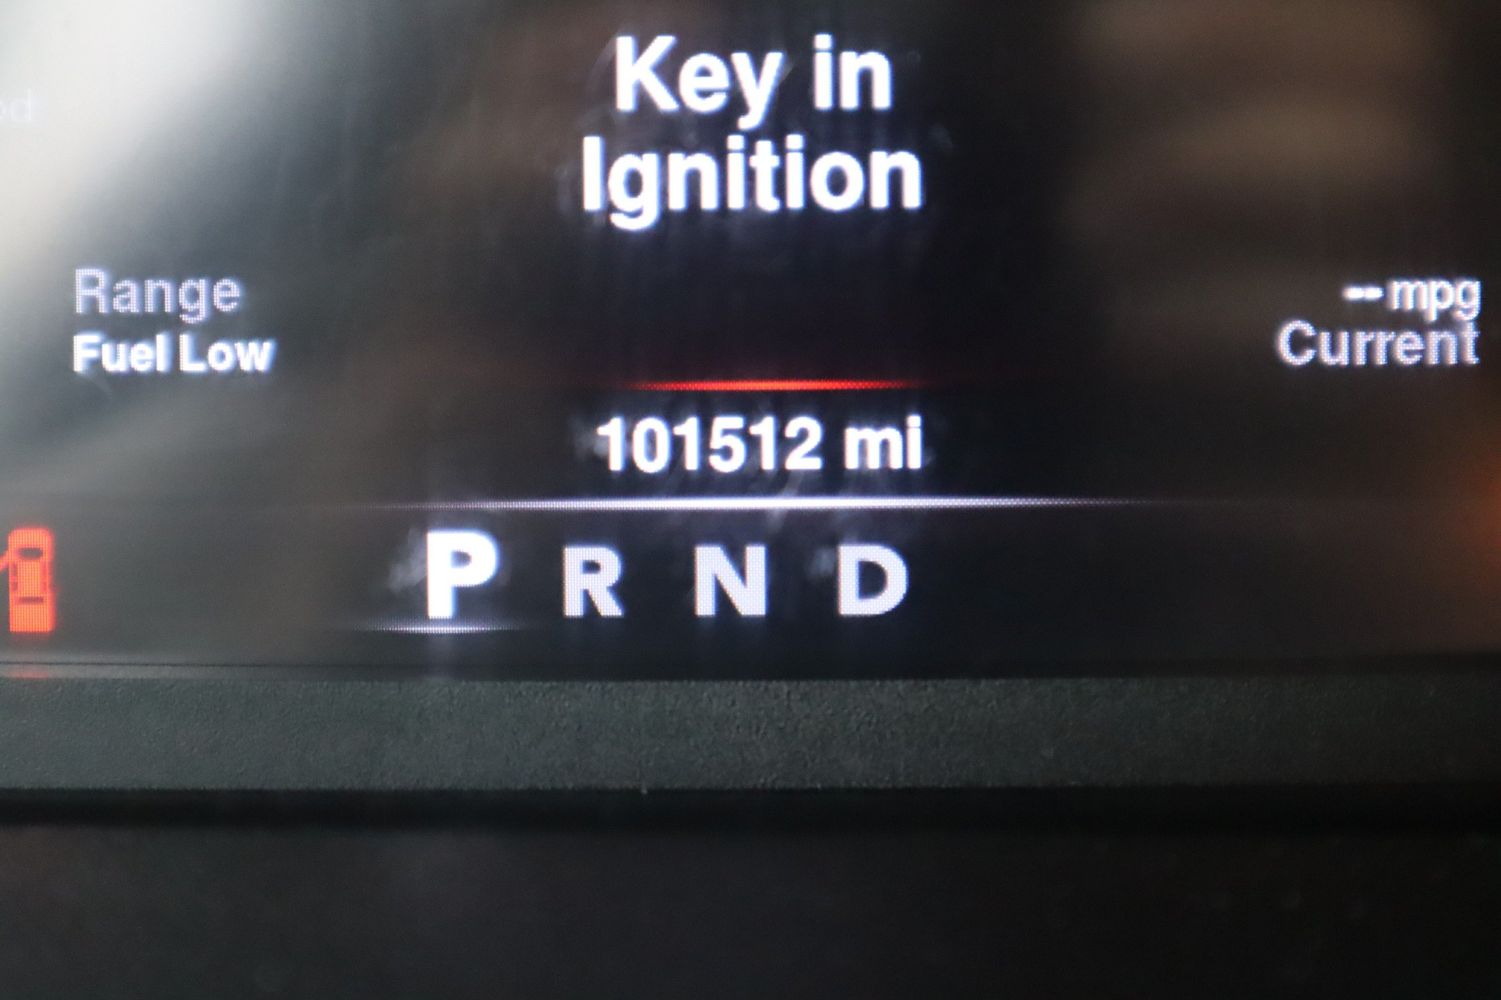 Key in
Ignition
Range
Fuel Low
-- mpg
Current
101512 mi
P R N D